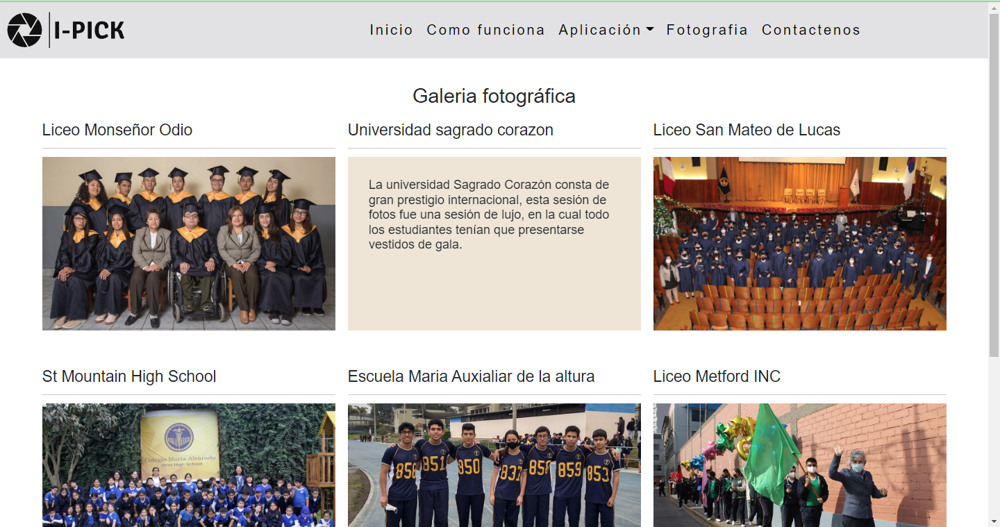 I-PICK
Inicio Como funciona Aplicación Fotografia Contactenos
Galeria fotográfica
Liceo Monseñor Odio
Universidad sagrado corazon
Liceo San Mateo de Lucas
La universidad Sagrado Corazón consta de
gran prestigio internacional, esta sesión de
fotos fue una sesión de lujo, en la cual todo
los estudiantes tenían que presentarse
vestidos de gala.
St Mountain High School
Escuela Maria Auxialiar de la altura
Liceo Metford INC
Colegio María Alvarado
Lima High School
856
851
850
837
858
859
853